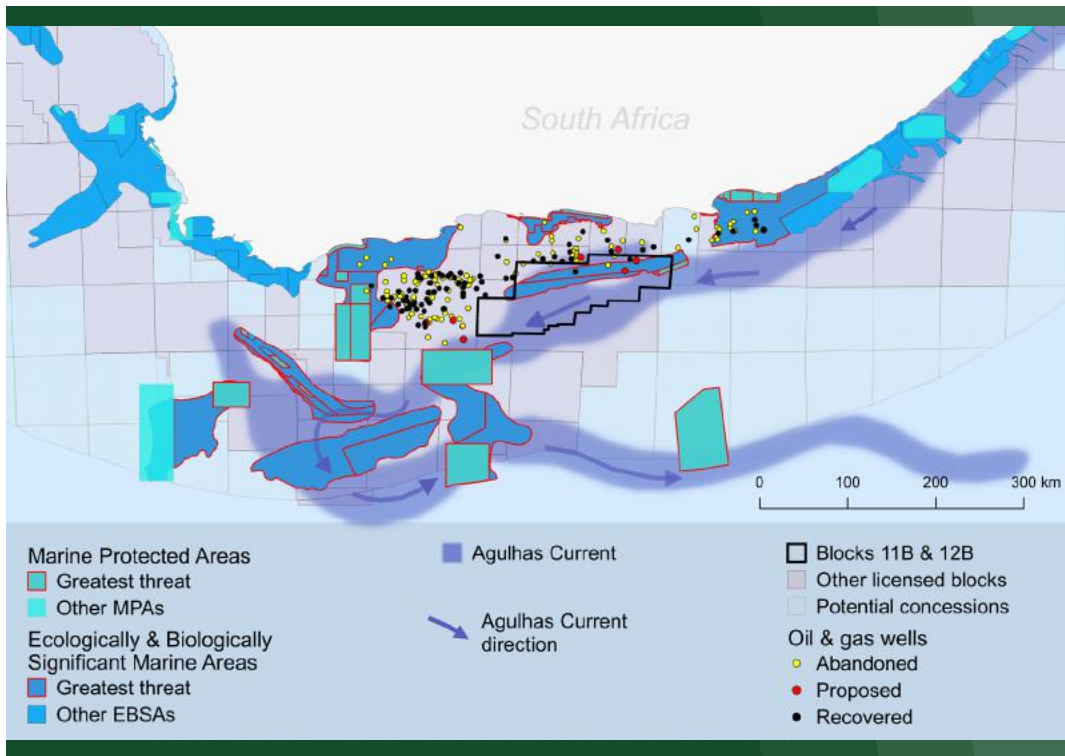 South Africa
0 100 200 300 km
Marine Protected Areas
Greatest threat
Other MPAs
Ecologically & Biologically
Significant Marine Areas
Greatest threat
Other EBSAs
Agulhas Current
Agulhas Current
direction
Blocks 11B & 12B
Other licensed blocks
Potential concessions
Oil & gas wells
Abandoned
Proposed
Recovered